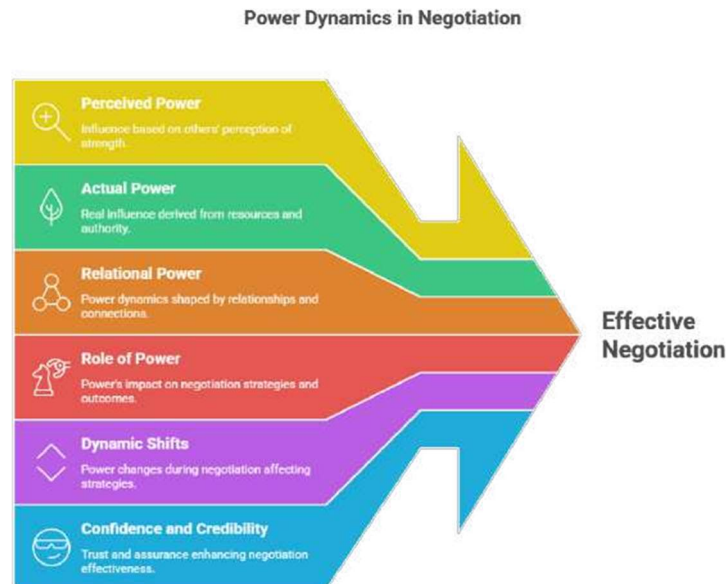 Power Dynamics in Negotiation
Perceived Power
Influence based on others' perception of
strength.
Actual Power
Real influence derived from resources and
authority.
Relational Power
Power dynamics shaped by relationships and
connections.
Role of Power
Power's impact on negotiation strategies and
outcomes.
Dynamic Shifts
Power changes during negotiation affecting
strategies.
Confidence and Credibility
Trust and assurance enhancing negotiation
effectiveness.
Effective
Negotiation